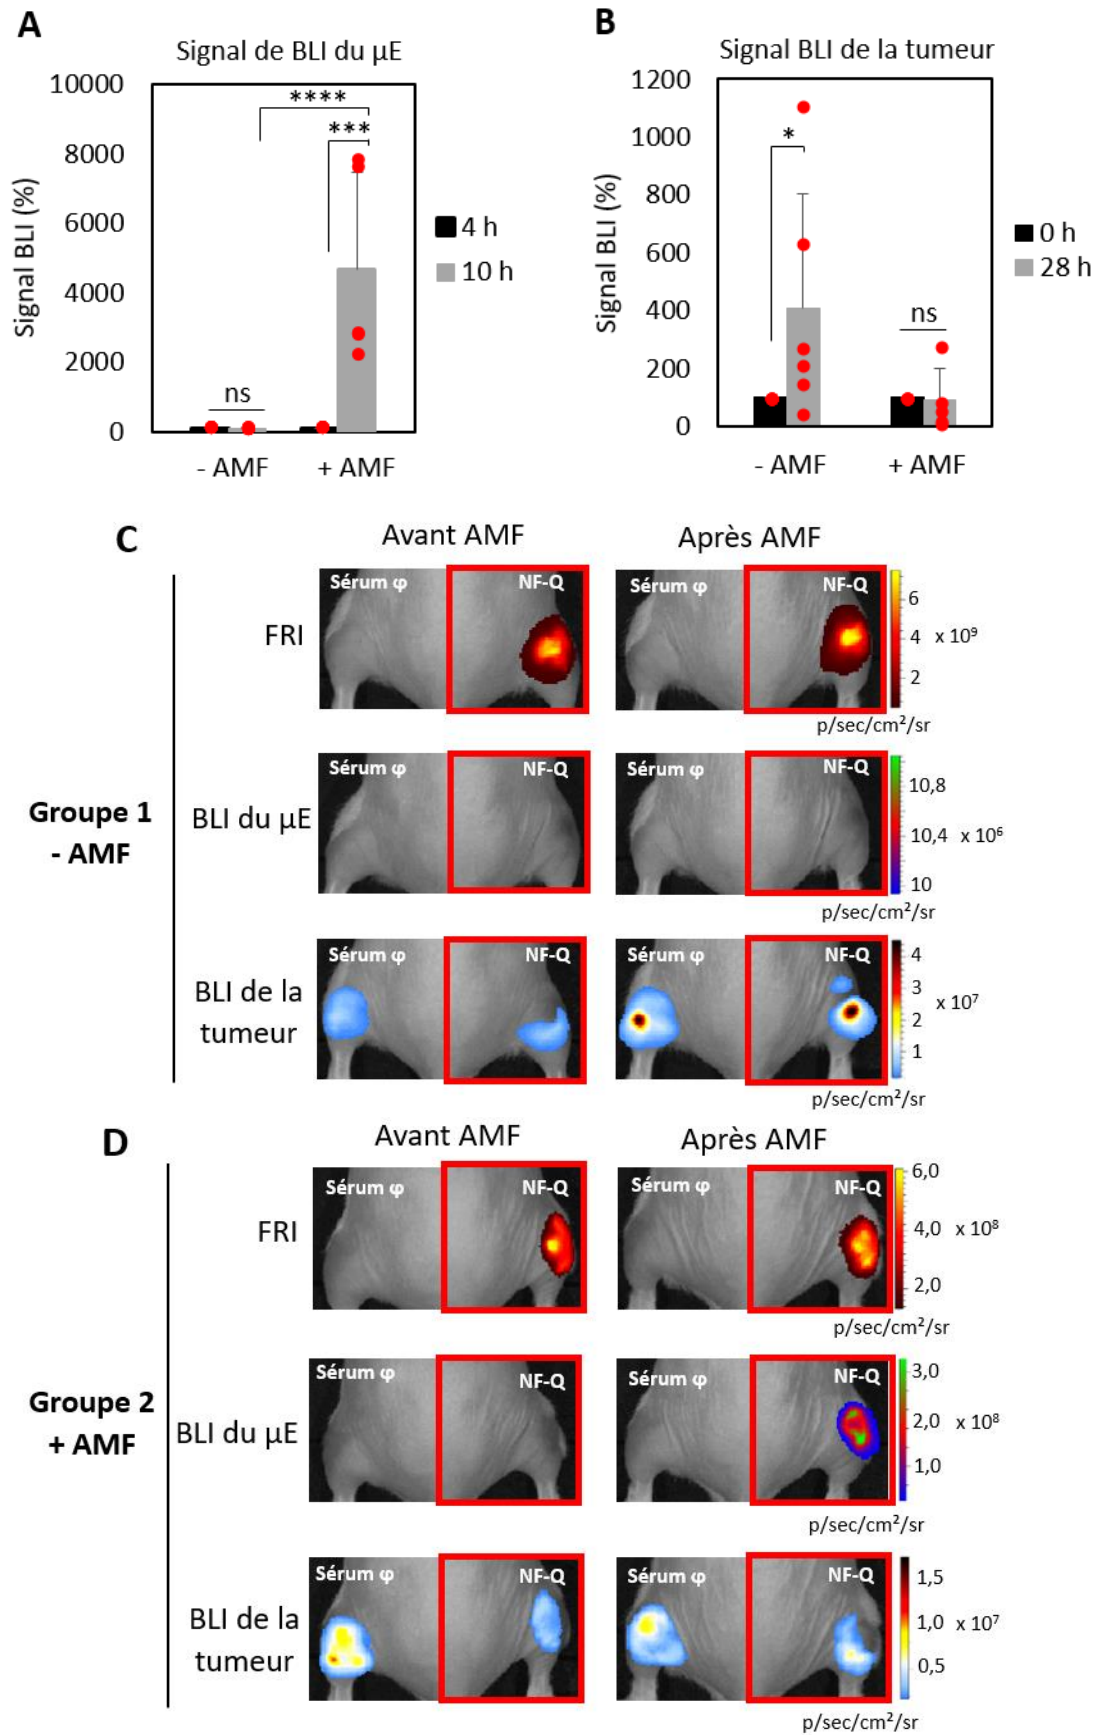 A
Signal de BLI du µE
Signal BLI (%)
10000
8000
6000
4000
2000
0
****
***
ns
- AMF
+ AMF
4 h
10 h
B
Signal BLI de la tumeur
Signal BLI (%)
1200
1000
800
600
400
200
0
*
ns
- AMF
+ AMF
0 h
28 h
C
Avant AMF
Après AMF
Groupe 1
- AMF
FRI
Sérum φ
NF-Q
Sérum φ
NF-Q
6
4 x 10⁹
2
p/sec/cm²/sr
BLI du µE
Sérum φ
NF-Q
Sérum φ
NF-Q
10,8
10,4 x 10⁶
10
p/sec/cm²/sr
BLI de la
tumeur
Sérum φ
NF-Q
Sérum φ
NF-Q
4
3
x 10⁷
2
1
p/sec/cm²/sr
D
Avant AMF
Après AMF
Groupe 2
+ AMF
FRI
Sérum φ
NF-Q
Sérum φ
NF-Q
6,0
4,0 x 10⁸
2,0
p/sec/cm²/sr
BLI du µE
Sérum φ
NF-Q
Sérum φ
NF-Q
3,0
2,0 x 10⁸
1,0
p/sec/cm²/sr
BLI de la
tumeur
Sérum φ
NF-Q
Sérum φ
NF-Q
1,5
1,0 x 10⁷
0,5
p/sec/cm²/sr